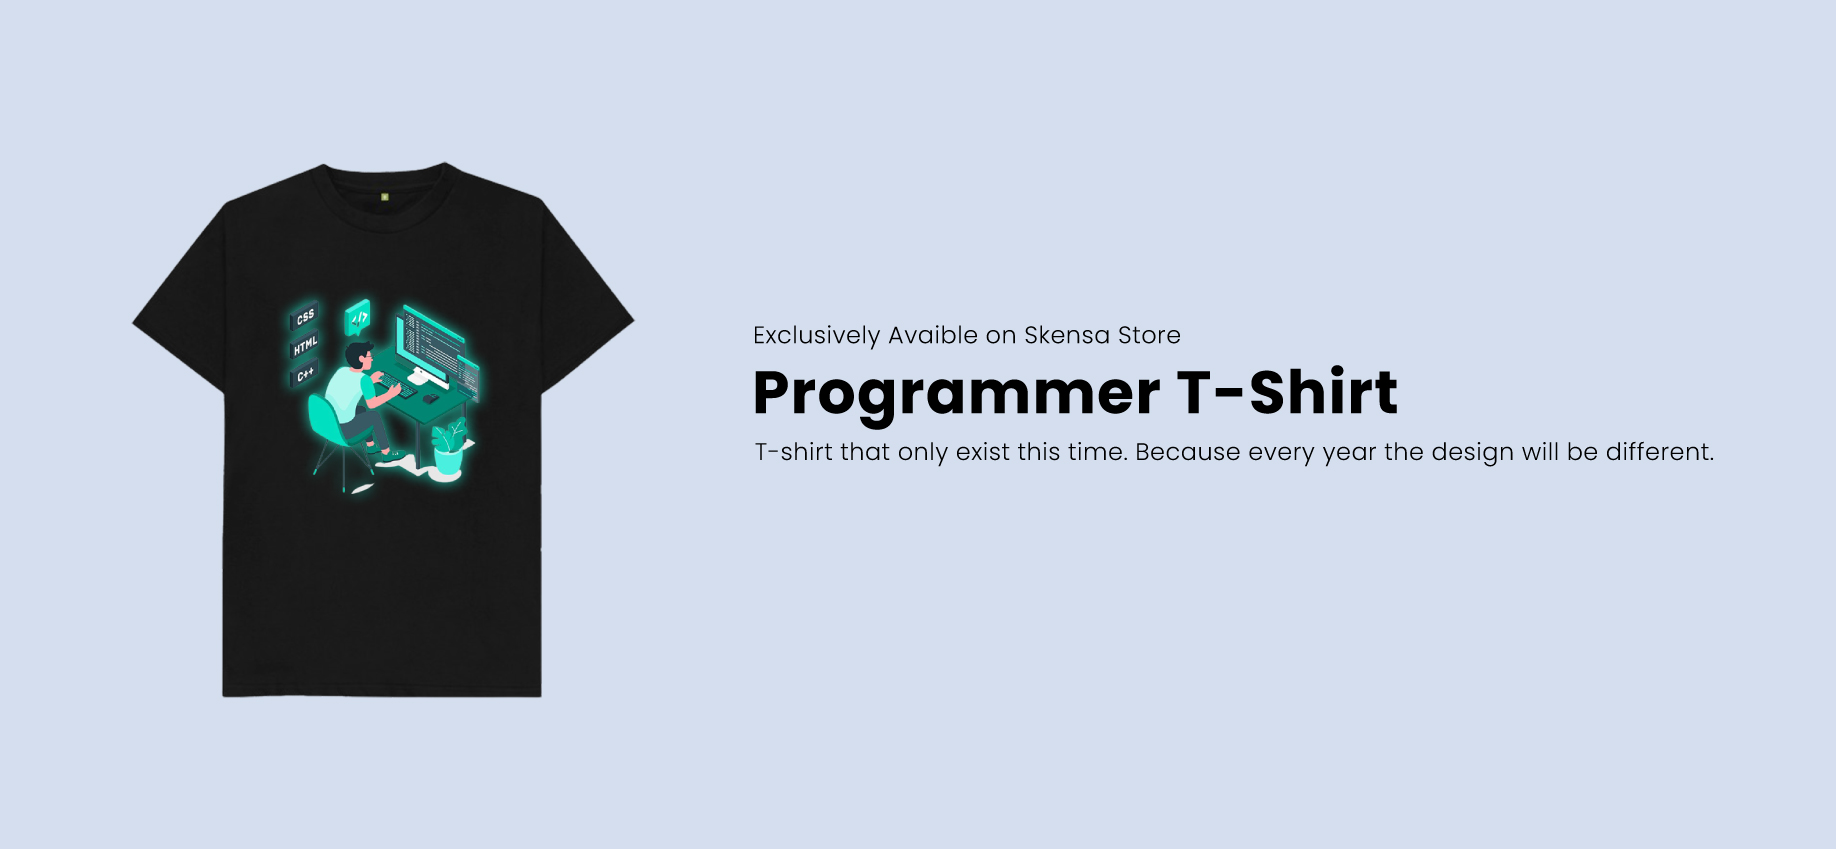 CSS
</>
HTML
C++
Exclusively Avaible on Skensa Store
Programmer T-Shirt
T-shirt that only exist this time. Because every year the design will be different.